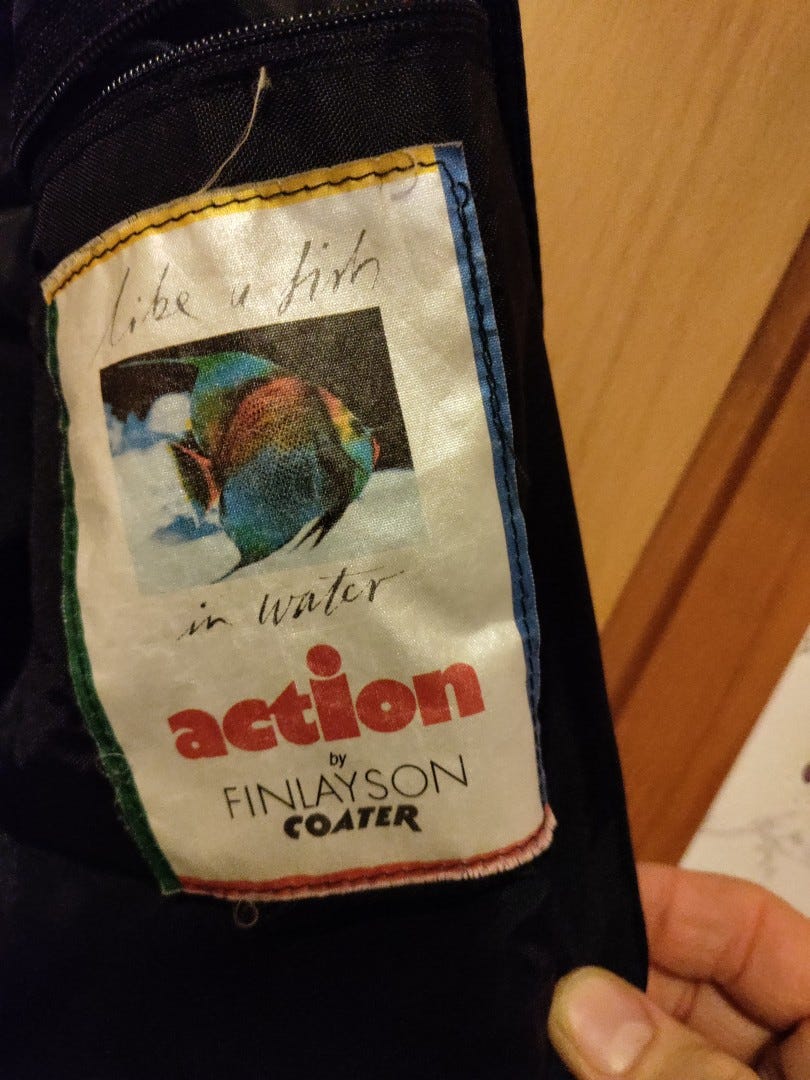 like a fish
in water
action
by
FINLAYSON
COATER